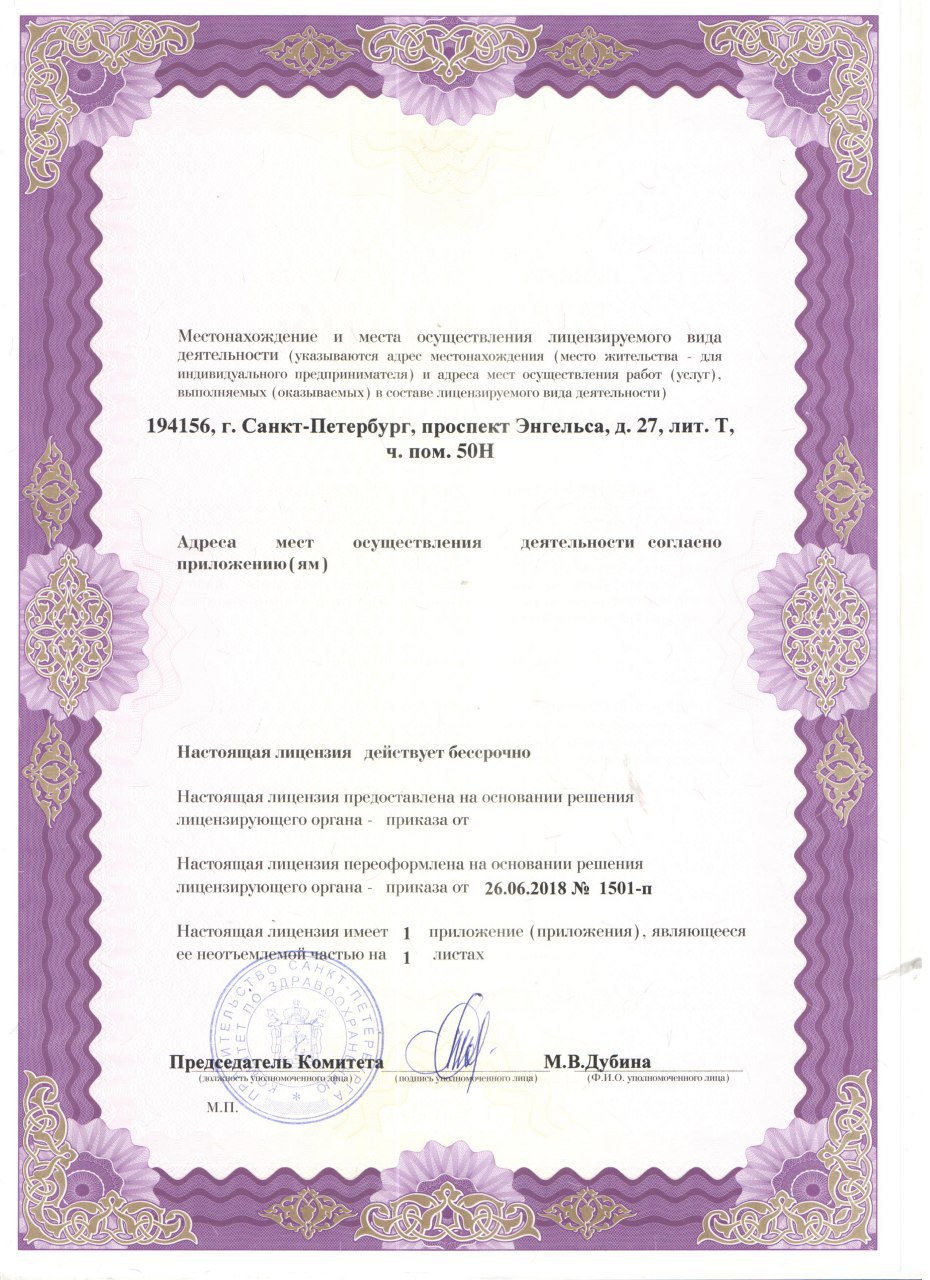 Местонахождение и места осуществления лицензируемого вида
деятельности (указываются адрес местонахождения (место жительства - для
индивидуального предпринимателя) и адреса мест осуществления работ (услуг),
выполняемых (оказываемых) в составе лицензируемого вида деятельности)
194156, г. Санкт-Петербург, проспект Энгельса, д. 27, лит. Т,
ч. пом. 50Н
Адреса мест осуществления деятельности согласно
приложению(ям)
Настоящая лицензия действует бессрочно
Настоящая лицензия предоставлена на основании решения
лицензирующего органа - приказа от
Настоящая лицензия переоформлена на основании решения
лицензирующего органа - приказа от 26.06.2018 № 1501-п
Настоящая лицензия имеет 1 приложение (приложения), являющееся
ее неотъемлемой частью на 1 листах
ПРАВИТЕЛЬСТВО САНКТ-ПЕТЕРБУРГА
КОМИТЕТ ПО ЗДРАВООХРАНЕНИЮ
Председатель Комитета М.В.Дубина
(должность уполномоченного лица) (подпись уполномоченного лица) (Ф.И.О. уполномоченного лица)
М.П.